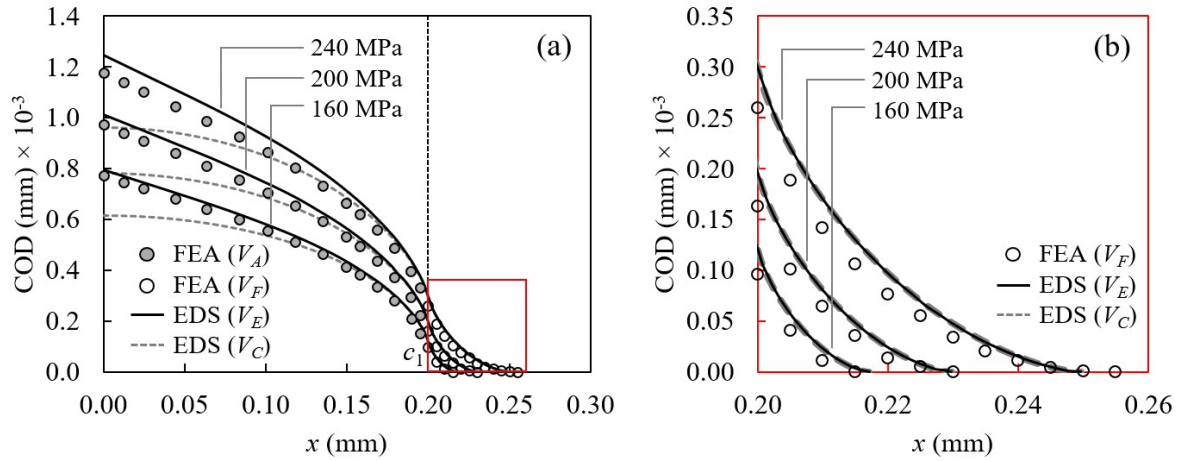 (a)
COD (mm) × 10⁻³
1.4
1.2
1.0
0.8
0.6
0.4
0.2
0.0
240 MPa
200 MPa
160 MPa
FEA (V_A)
FEA (V_F)
EDS (V_E)
EDS (V_C)
c₁
0.00 0.05 0.10 0.15 0.20 0.25 0.30
x (mm)
(b)
COD (mm) × 10⁻³
0.35
0.30
0.25
0.20
0.15
0.10
0.05
0.00
240 MPa
200 MPa
160 MPa
FEA (V_F)
EDS (V_E)
EDS (V_C)
0.20 0.22 0.24 0.26
x (mm)